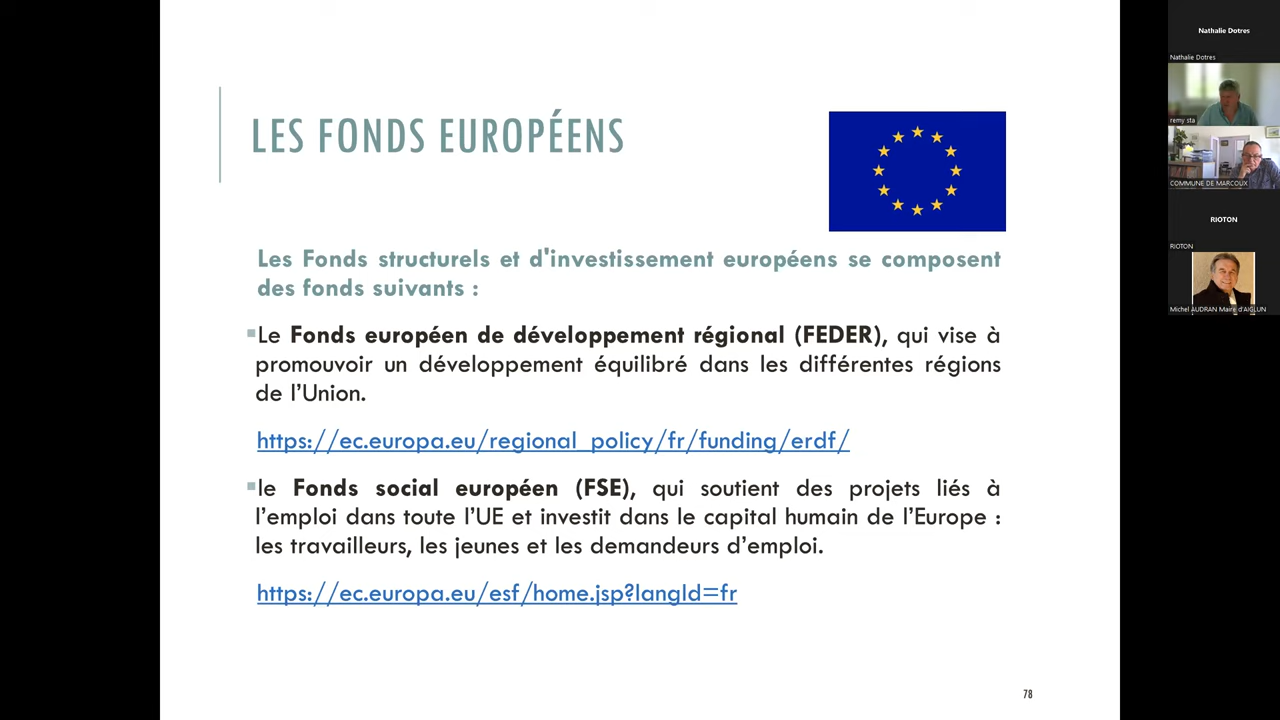 LES FONDS EUROPÉENS
Les Fonds structurels et d'investissement européens se composent
des fonds suivants :
Le Fonds européen de développement régional (FEDER), qui vise à
promouvoir un développement équilibré dans les différentes régions
de l’Union.
https://ec.europa.eu/regional_policy/fr/funding/erdf/
le Fonds social européen (FSE), qui soutient des projets liés à
l’emploi dans toute l’UE et investit dans le capital humain de l’Europe :
les travailleurs, les jeunes et les demandeurs d’emploi.
https://ec.europa.eu/esf/home.jsp?langId=fr
78
Nathalie Dotres
Nathalie Dotres
remy sta
COMMUNE DE MARCOUX
RIOTON
RIOTON
Michel AUDRAN Maire d'AIGLUN